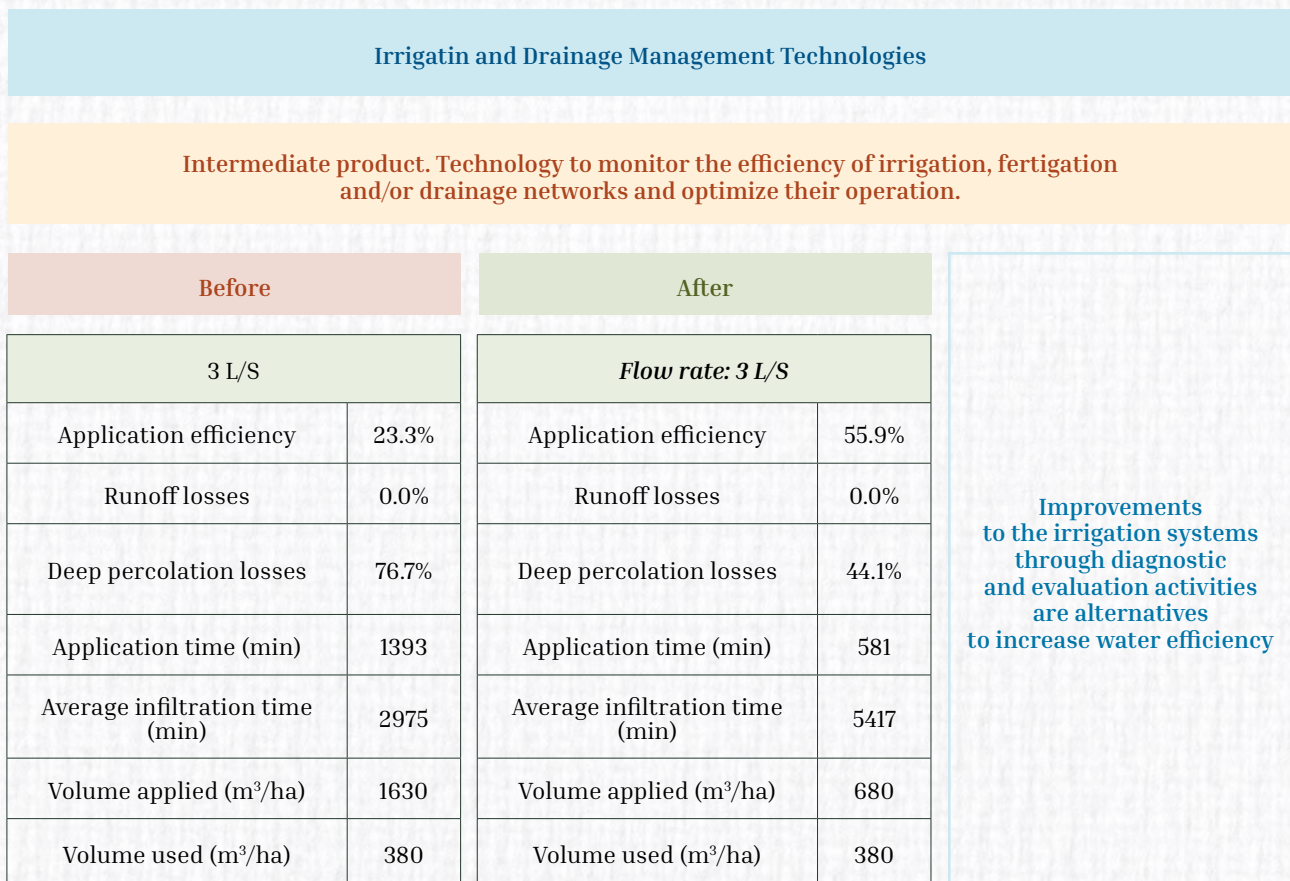 Irrigatin and Drainage Management Technologies
Intermediate product. Technology to monitor the efficiency of irrigation, fertigation
and/or drainage networks and optimize their operation.
Before
3 L/S
Application efficiency 23.3%
Runoff losses 0.0%
Deep percolation losses 76.7%
Application time (min) 1393
Average infiltration time
(min) 2975
Volume applied (m³/ha) 1630
Volume used (m³/ha) 380
After
Flow rate: 3 L/S
Application efficiency 55.9%
Runoff losses 0.0%
Deep percolation losses 44.1%
Application time (min) 581
Average infiltration time
(min) 5417
Volume applied (m³/ha) 680
Volume used (m³/ha) 380
Improvements
to the irrigation systems
through diagnostic
and evaluation activities
are alternatives
to increase water efficiency